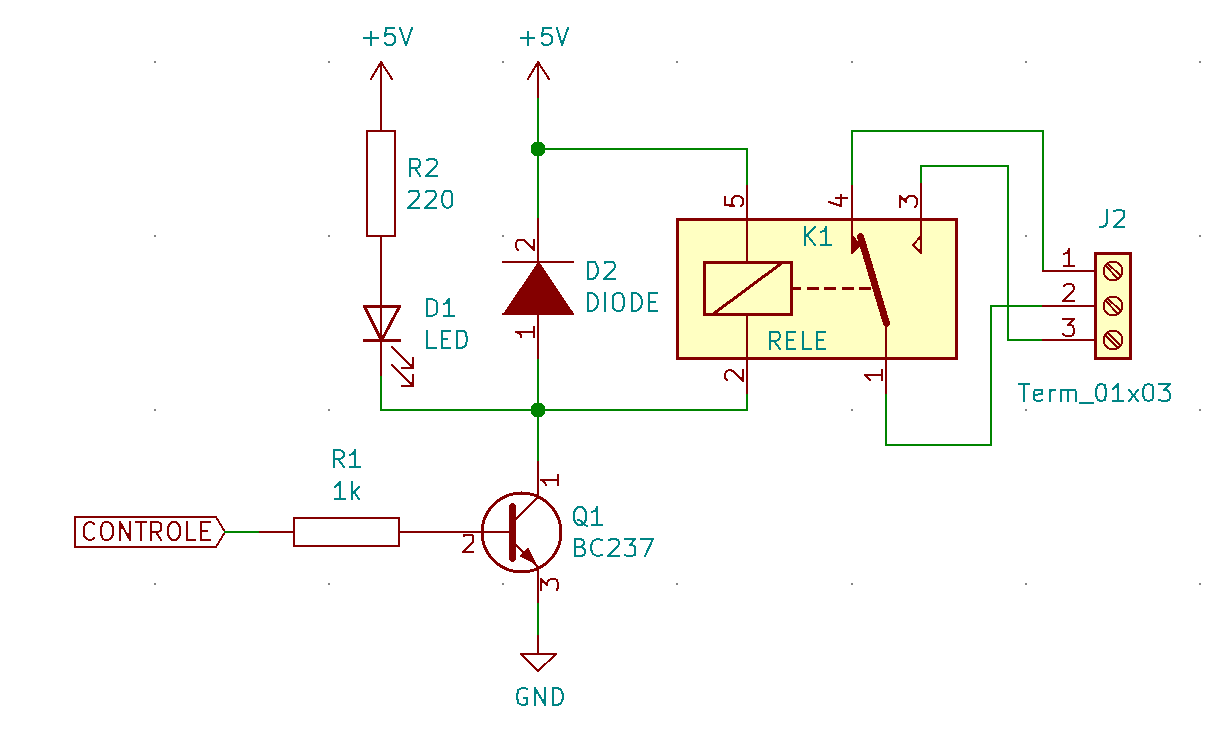 +5V
+5V
R2
220
D1
LED
2
D2
DIODE
1
5
4
3
K1
RELE
2
1
J2
1
2
3
Term_01x03
R1
1k
CONTROLE
2
1
Q1
BC237
3
GND